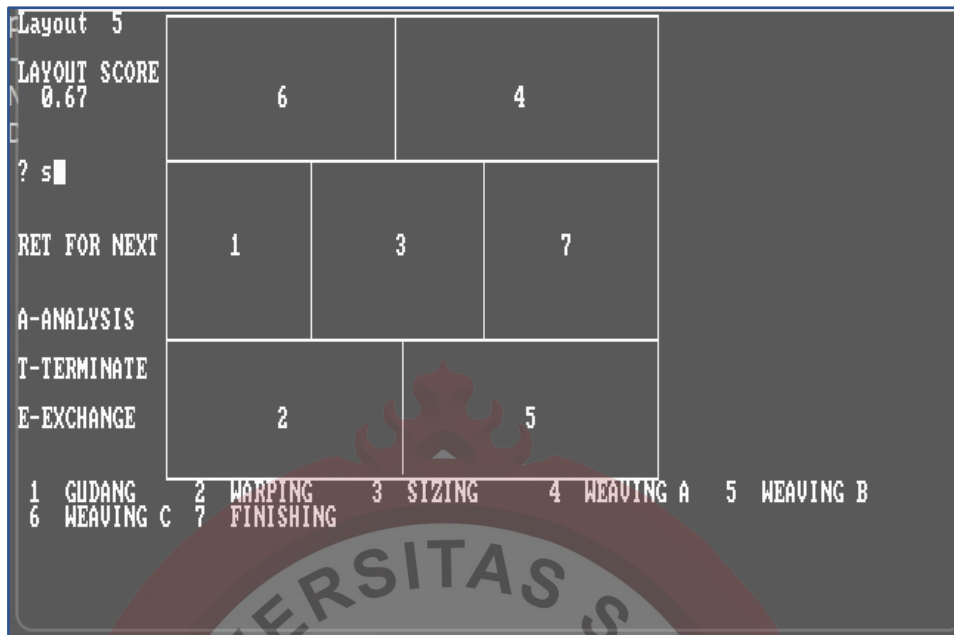 Layout 5
LAYOUT SCORE
0.67
6 4
? s
RET FOR NEXT
1 3 7
A-ANALYSIS
T-TERMINATE
E-EXCHANGE
2 5
1 GUDANG 2 WARPING 3 SIZING 4 WEAVING A 5 WEAVING B
6 WEAVING C 7 FINISHING
ERSITAS S